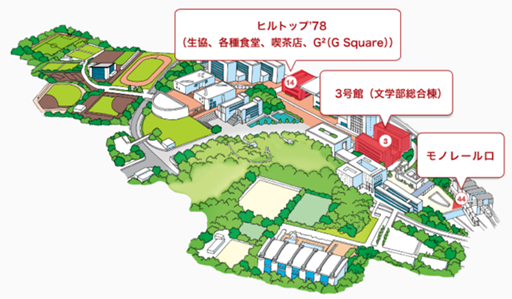 ヒルトップ'78
（生協、各種食堂、喫茶店、G²（G Square））
14
3号館（文学部総合棟）
3
モノレール口
44